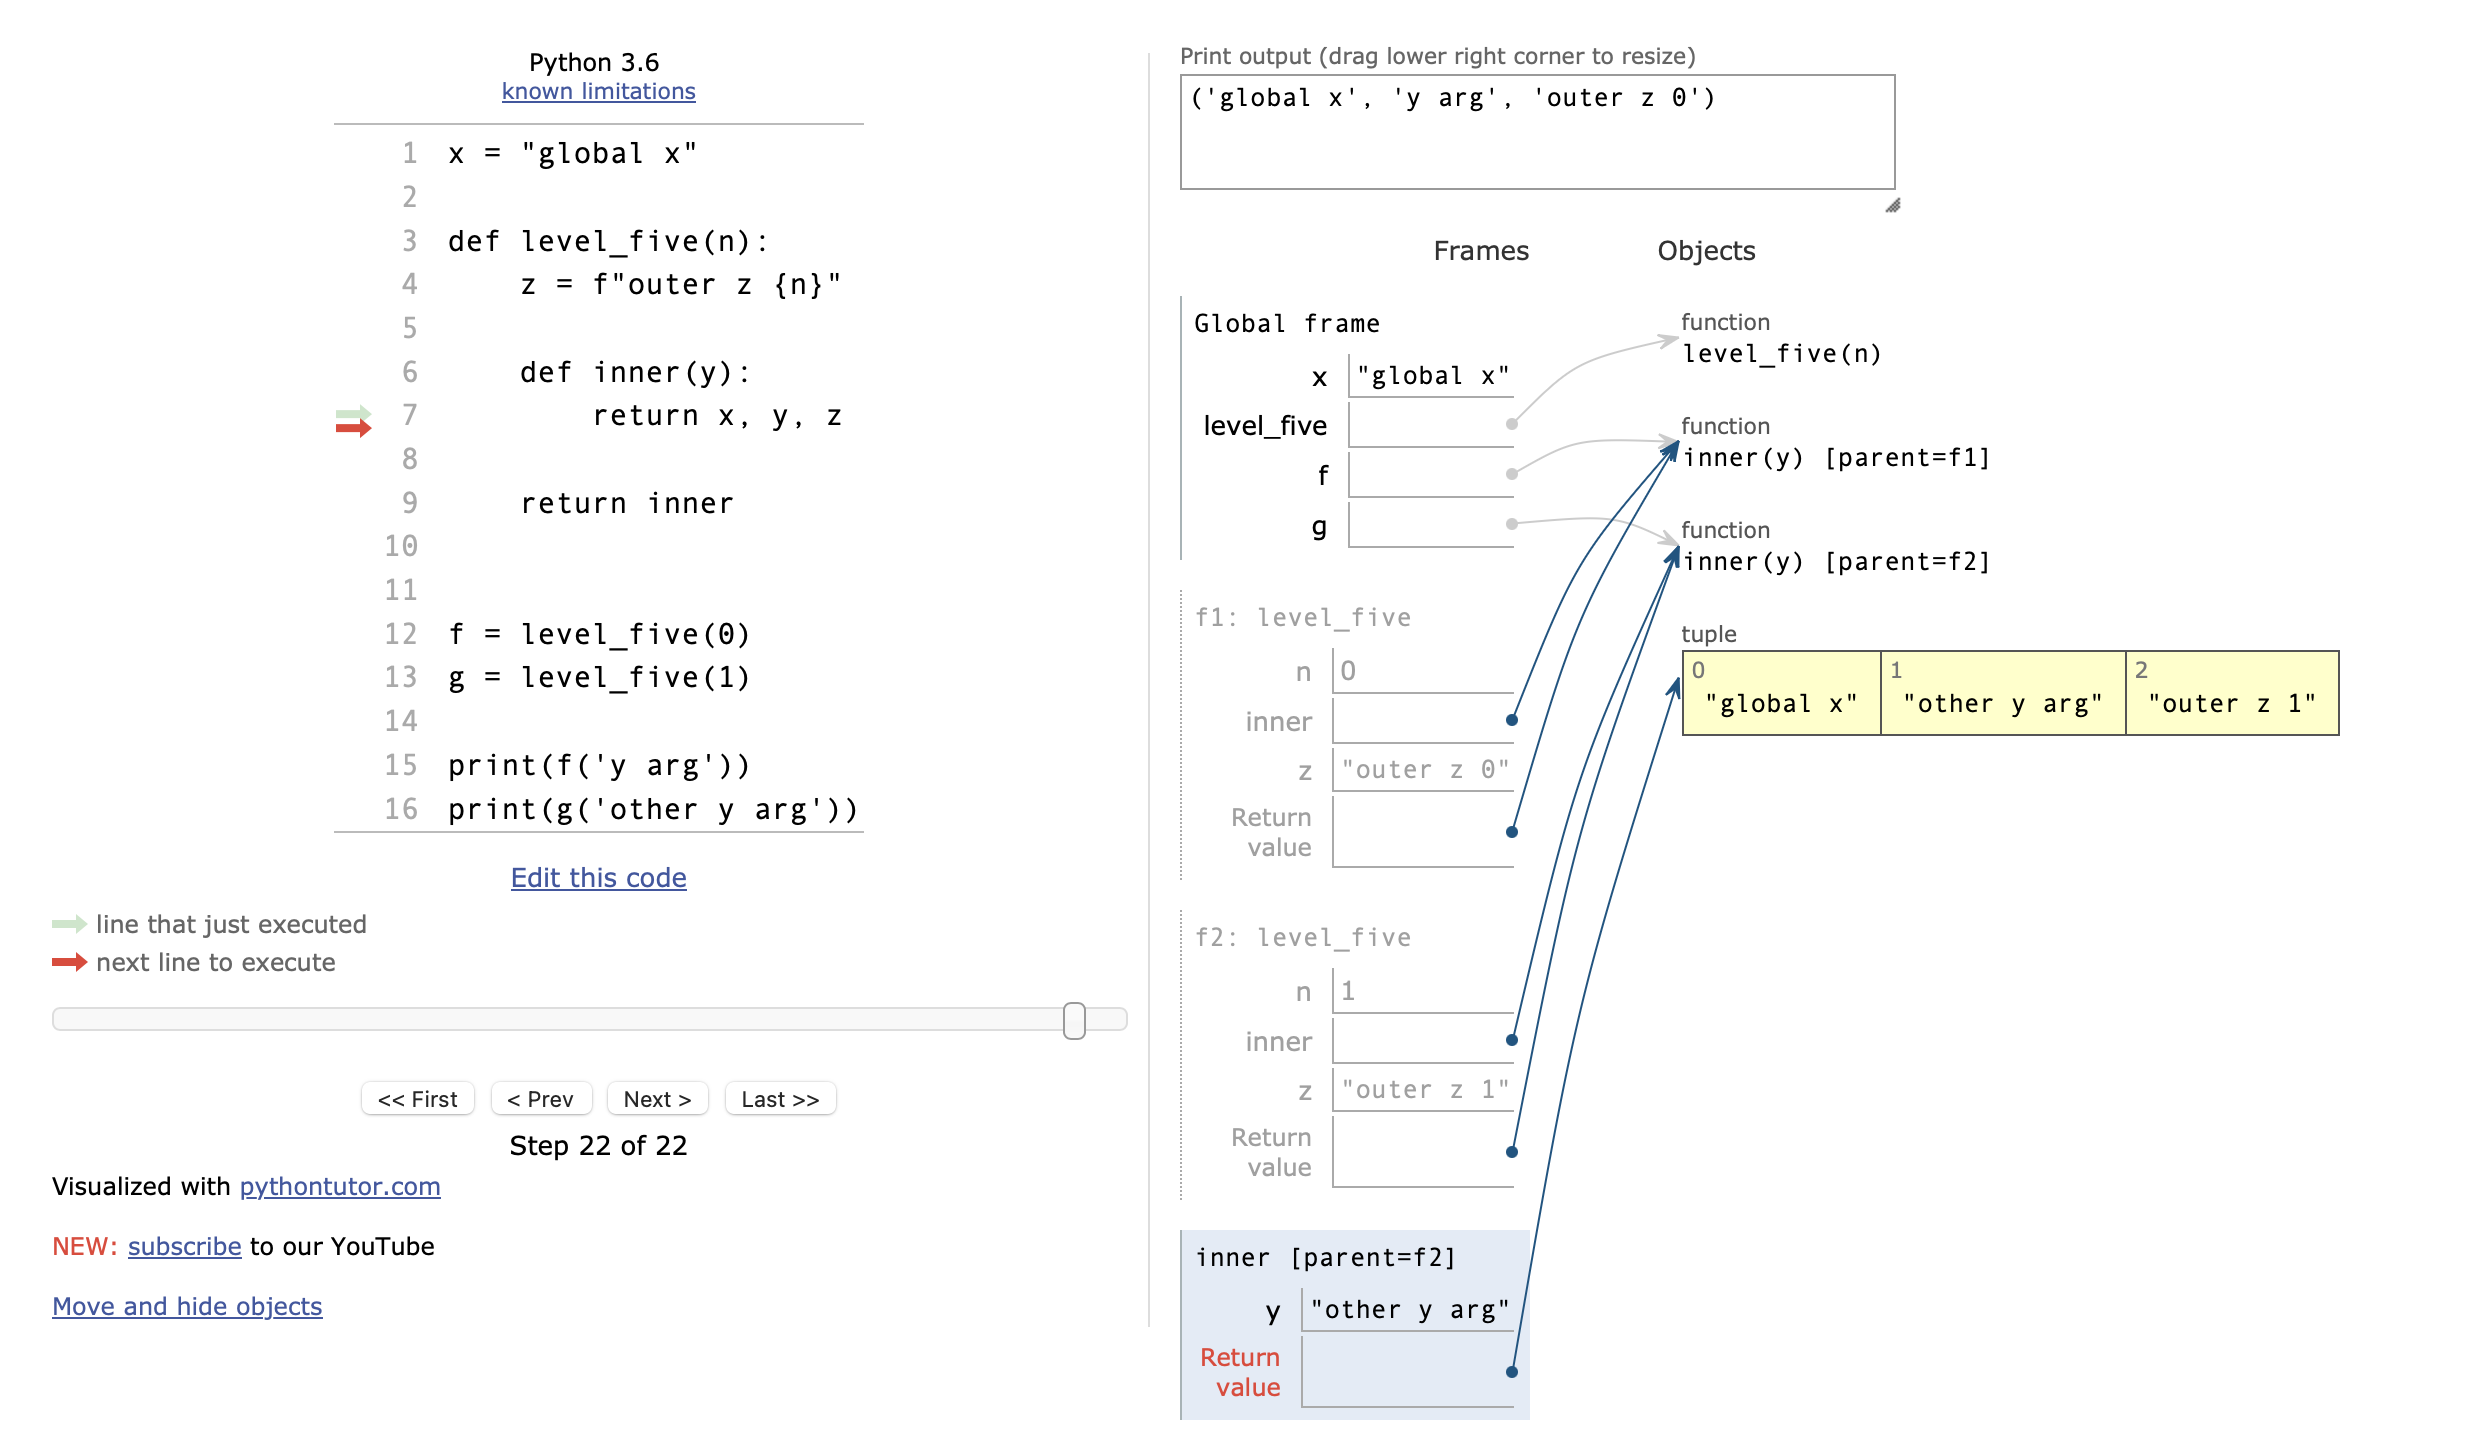 Python 3.6
known limitations
1 x = "global x"
2
3 def level_five(n):
4     z = f"outer z {n}"
5
6     def inner(y):
7         return x, y, z
8
9     return inner
10
11
12 f = level_five(0)
13 g = level_five(1)
14
15 print(f('y arg'))
16 print(g('other y arg'))
Edit this code
line that just executed
next line to execute
<< First < Prev Next > Last >>
Step 22 of 22
Visualized with pythontutor.com
NEW: subscribe to our YouTube
Move and hide objects
Print output (drag lower right corner to resize)
('global x', 'y arg', 'outer z 0')
Frames Objects
Global frame
x "global x"
level_five
f
g
f1: level_five
n 0
inner
z "outer z 0"
Return
value
f2: level_five
n 1
inner
z "outer z 1"
Return
value
inner [parent=f2]
y "other y arg"
Return
value
function
level_five(n)
function
inner(y) [parent=f1]
function
inner(y) [parent=f2]
tuple
0 1 2
"global x" "other y arg" "outer z 1"